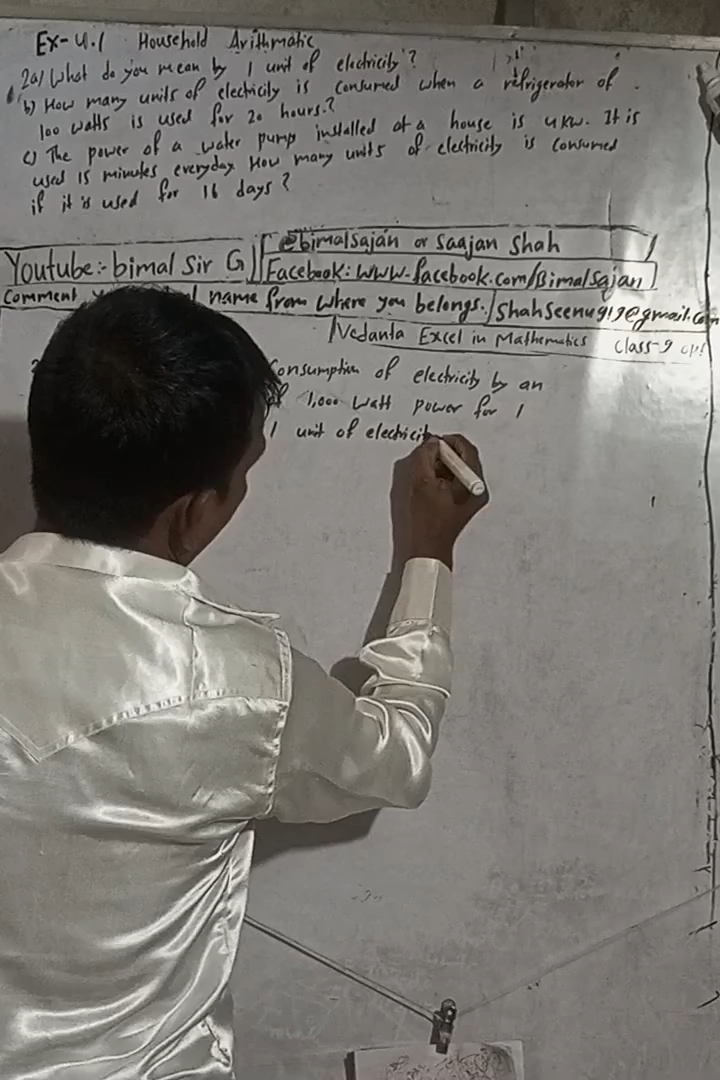 Ex-4.1 Household Arithmatic
2a) What do you mean by 1 unit of electricity?
b) How many units of electricity is consumed when a refrigerator of
100 watts is used for 20 hours.?
c) The power of a water pump installed at a house is 4 KW. It is
used 15 minutes everyday. How many units of electricity is consumed
if it is used for 16 days?
Youtube:- bimal Sir G
@bimalsajan or Saajan Shah
Facebook: www.facebook.com/Bimalsajan
Comment name from where you belongs. / Shahseenu919@gmail.com
Vedanta Excel in Mathematics Class-9
Consumption of electricity by an
1,000 Watt power for 1
1 unit of electricit